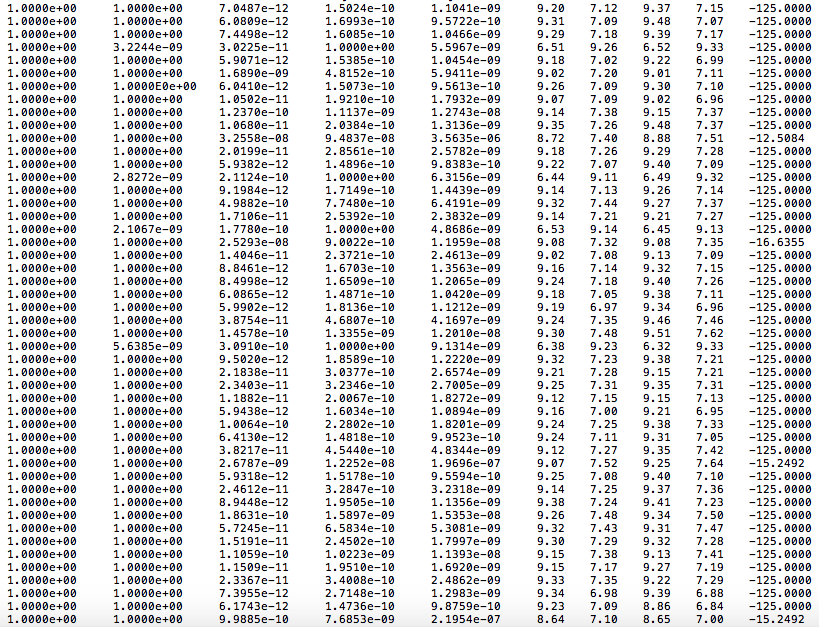 1.0000e+00 1.0000e+00 7.0487e-12 1.5024e-10 1.1041e-09 9.20 7.12 9.37 7.15 -125.0000
1.0000e+00 1.0000e+00 6.0809e-12 1.6993e-10 9.5722e-10 9.31 7.09 9.48 7.07 -125.0000
1.0000e+00 1.0000e+00 7.4498e-12 1.6085e-10 1.0466e-09 9.29 7.18 9.39 7.17 -125.0000
1.0000e+00 3.2244e-09 3.0225e-11 1.0000e+00 5.5967e-09 6.51 9.26 6.52 9.33 -125.0000
1.0000e+00 1.0000e+00 5.9071e-12 1.5385e-10 1.0454e-09 9.18 7.02 9.22 6.99 -125.0000
1.0000e+00 1.0000e+00 1.6890e-09 4.8152e-10 5.9411e-09 9.02 7.20 9.01 7.11 -125.0000
1.0000e+00 1.0000E0e+00 6.0410e-12 1.5073e-10 9.5613e-10 9.26 7.09 9.30 7.10 -125.0000
1.0000e+00 1.0000e+00 1.0502e-11 1.9210e-10 1.7932e-09 9.07 7.09 9.02 6.96 -125.0000
1.0000e+00 1.0000e+00 1.2370e-10 1.1137e-09 1.2743e-08 9.14 7.38 9.15 7.37 -125.0000
1.0000e+00 1.0000e+00 1.0680e-11 2.0384e-10 1.3136e-09 9.35 7.26 9.48 7.37 -125.0000
1.0000e+00 1.0000e+00 3.2558e-08 9.4837e-08 3.5635e-06 8.72 7.40 8.88 7.51 -12.5084
1.0000e+00 1.0000e+00 2.0199e-11 2.8561e-10 2.5782e-09 9.18 7.26 9.29 7.28 -125.0000
1.0000e+00 1.0000e+00 5.9382e-12 1.4896e-10 9.8383e-10 9.22 7.07 9.40 7.09 -125.0000
1.0000e+00 2.8272e-09 2.1124e-10 1.0000e+00 6.3156e-09 6.44 9.11 6.49 9.32 -125.0000
1.0000e+00 1.0000e+00 9.1984e-12 1.7149e-10 1.4439e-09 9.14 7.13 9.26 7.14 -125.0000
1.0000e+00 1.0000e+00 4.9882e-10 7.7480e-10 6.4191e-09 9.32 7.44 9.27 7.37 -125.0000
1.0000e+00 1.0000e+00 1.7106e-11 2.5392e-10 2.3832e-09 9.14 7.21 9.21 7.27 -125.0000
1.0000e+00 2.1067e-09 1.7780e-10 1.0000e+00 4.8686e-09 6.53 9.14 6.45 9.13 -125.0000
1.0000e+00 1.0000e+00 2.5293e-08 9.0022e-10 1.1959e-08 9.08 7.32 9.08 7.35 -16.6355
1.0000e+00 1.0000e+00 1.4046e-11 2.3721e-10 2.4613e-09 9.02 7.08 9.13 7.09 -125.0000
1.0000e+00 1.0000e+00 8.8461e-12 1.6703e-10 1.3563e-09 9.16 7.14 9.32 7.15 -125.0000
1.0000e+00 1.0000e+00 8.4998e-12 1.6509e-10 1.2065e-09 9.24 7.18 9.40 7.26 -125.0000
1.0000e+00 1.0000e+00 6.0865e-12 1.4871e-10 1.0420e-09 9.18 7.05 9.38 7.11 -125.0000
1.0000e+00 1.0000e+00 5.9902e-12 1.8136e-10 1.1212e-09 9.19 6.97 9.34 6.96 -125.0000
1.0000e+00 1.0000e+00 3.8754e-11 4.6807e-10 4.1697e-09 9.24 7.35 9.46 7.46 -125.0000
1.0000e+00 1.0000e+00 1.4578e-10 1.3355e-09 1.2010e-08 9.30 7.48 9.51 7.62 -125.0000
1.0000e+00 5.6385e-09 3.0910e-10 1.0000e+00 9.1314e-09 6.38 9.23 6.32 9.33 -125.0000
1.0000e+00 1.0000e+00 9.5020e-12 1.8589e-10 1.2220e-09 9.32 7.23 9.38 7.21 -125.0000
1.0000e+00 1.0000e+00 2.1838e-11 3.0377e-10 2.6574e-09 9.21 7.28 9.15 7.21 -125.0000
1.0000e+00 1.0000e+00 2.3403e-11 3.2346e-10 2.7005e-09 9.25 7.31 9.35 7.31 -125.0000
1.0000e+00 1.0000e+00 1.1882e-11 2.0067e-10 1.8272e-09 9.12 7.15 9.15 7.13 -125.0000
1.0000e+00 1.0000e+00 5.9438e-12 1.6034e-10 1.0894e-09 9.16 7.00 9.21 6.95 -125.0000
1.0000e+00 1.0000e+00 1.0064e-10 2.2802e-10 1.8201e-09 9.24 7.25 9.38 7.33 -125.0000
1.0000e+00 1.0000e+00 6.4130e-12 1.4818e-10 9.9523e-10 9.24 7.11 9.31 7.05 -125.0000
1.0000e+00 1.0000e+00 3.8217e-11 4.5440e-10 4.8344e-09 9.12 7.27 9.35 7.42 -125.0000
1.0000e+00 1.0000e+00 2.6787e-09 1.2252e-08 1.9696e-07 9.07 7.52 9.25 7.64 -15.2492
1.0000e+00 1.0000e+00 5.9318e-12 1.5178e-10 9.5594e-10 9.25 7.08 9.40 7.10 -125.0000
1.0000e+00 1.0000e+00 2.4612e-11 3.2847e-10 3.2318e-09 9.14 7.25 9.37 7.36 -125.0000
1.0000e+00 1.0000e+00 8.9448e-12 1.9505e-10 1.1356e-09 9.38 7.24 9.41 7.23 -125.0000
1.0000e+00 1.0000e+00 1.8631e-10 1.5897e-09 1.5353e-08 9.26 7.48 9.34 7.50 -125.0000
1.0000e+00 1.0000e+00 5.7245e-11 6.5834e-10 5.3081e-09 9.32 7.43 9.31 7.47 -125.0000
1.0000e+00 1.0000e+00 1.5191e-11 2.4502e-10 1.7997e-09 9.30 7.29 9.32 7.28 -125.0000
1.0000e+00 1.0000e+00 1.1059e-10 1.0223e-09 1.1393e-08 9.15 7.38 9.13 7.41 -125.0000
1.0000e+00 1.0000e+00 1.1509e-11 1.9510e-10 1.6920e-09 9.15 7.17 9.27 7.19 -125.0000
1.0000e+00 1.0000e+00 2.3367e-11 3.4008e-10 2.4862e-09 9.33 7.35 9.22 7.29 -125.0000
1.0000e+00 1.0000e+00 7.3955e-12 2.7148e-10 1.2983e-09 9.34 6.98 9.39 6.88 -125.0000
1.0000e+00 1.0000e+00 6.1743e-12 1.4736e-10 9.8759e-10 9.23 7.09 8.86 6.84 -125.0000
1.0000e+00 1.0000e+00 9.9885e-10 7.6853e-09 2.1954e-07 8.64 7.10 8.65 7.00 -15.2492